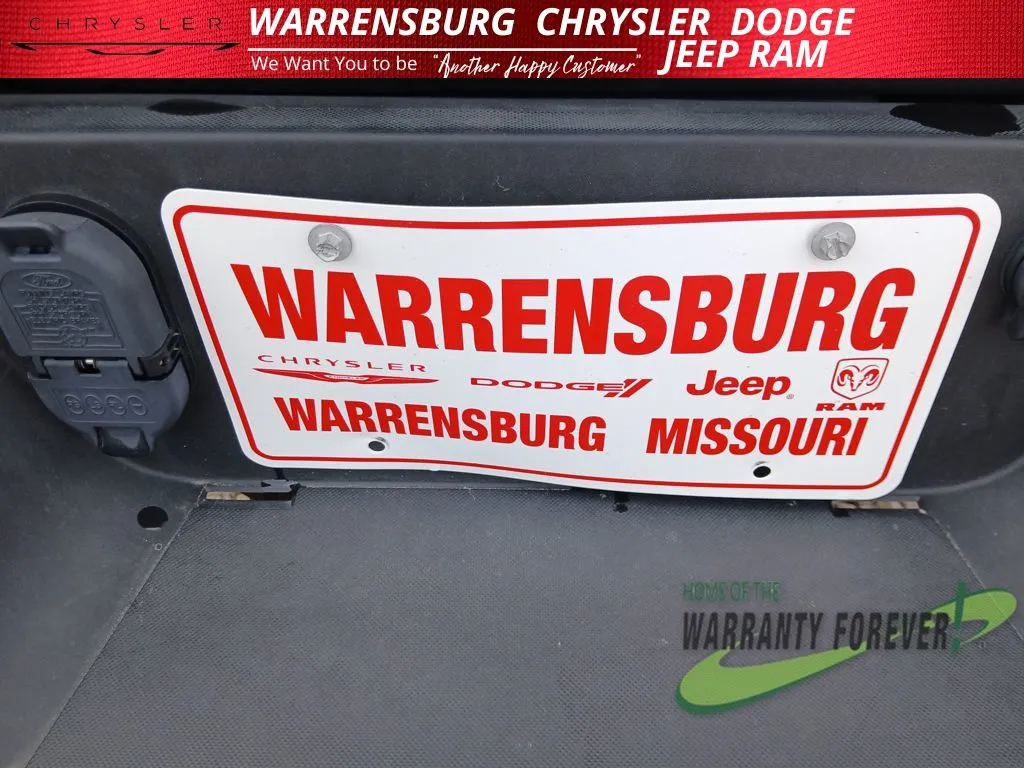 CHRYSLER
WARRENSBURG CHRYSLER DODGE
JEEP RAM
We Want You to be "Another Happy Customer"
Ford
WARRENSBURG
CHRYSLER
DODGE
Jeep
RAM
WARRENSBURG MISSOURI
HOME OF THE
WARRANTY FOREVER!